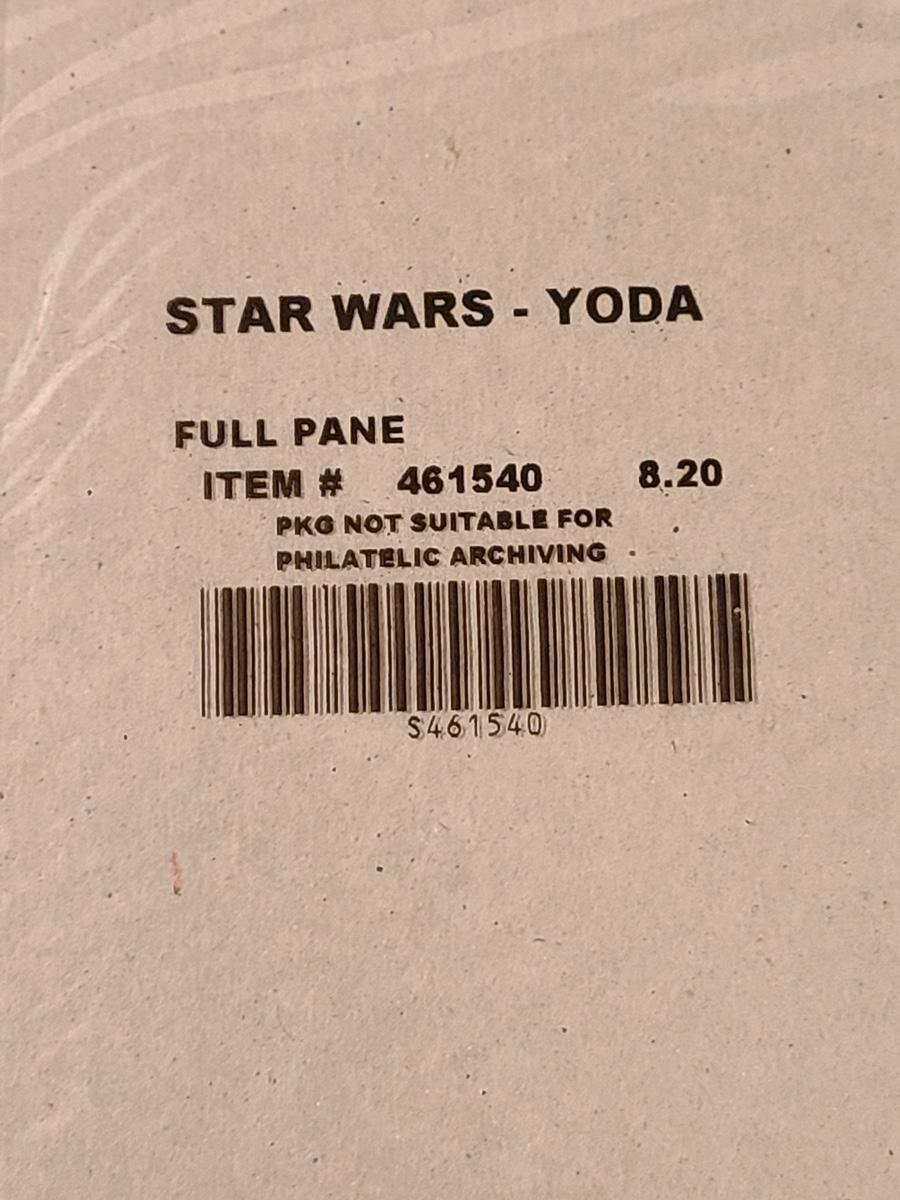 STAR WARS - YODA
FULL PANE
ITEM # 461540 8.20
PKG NOT SUITABLE FOR
PHILATELIC ARCHIVING
S461540